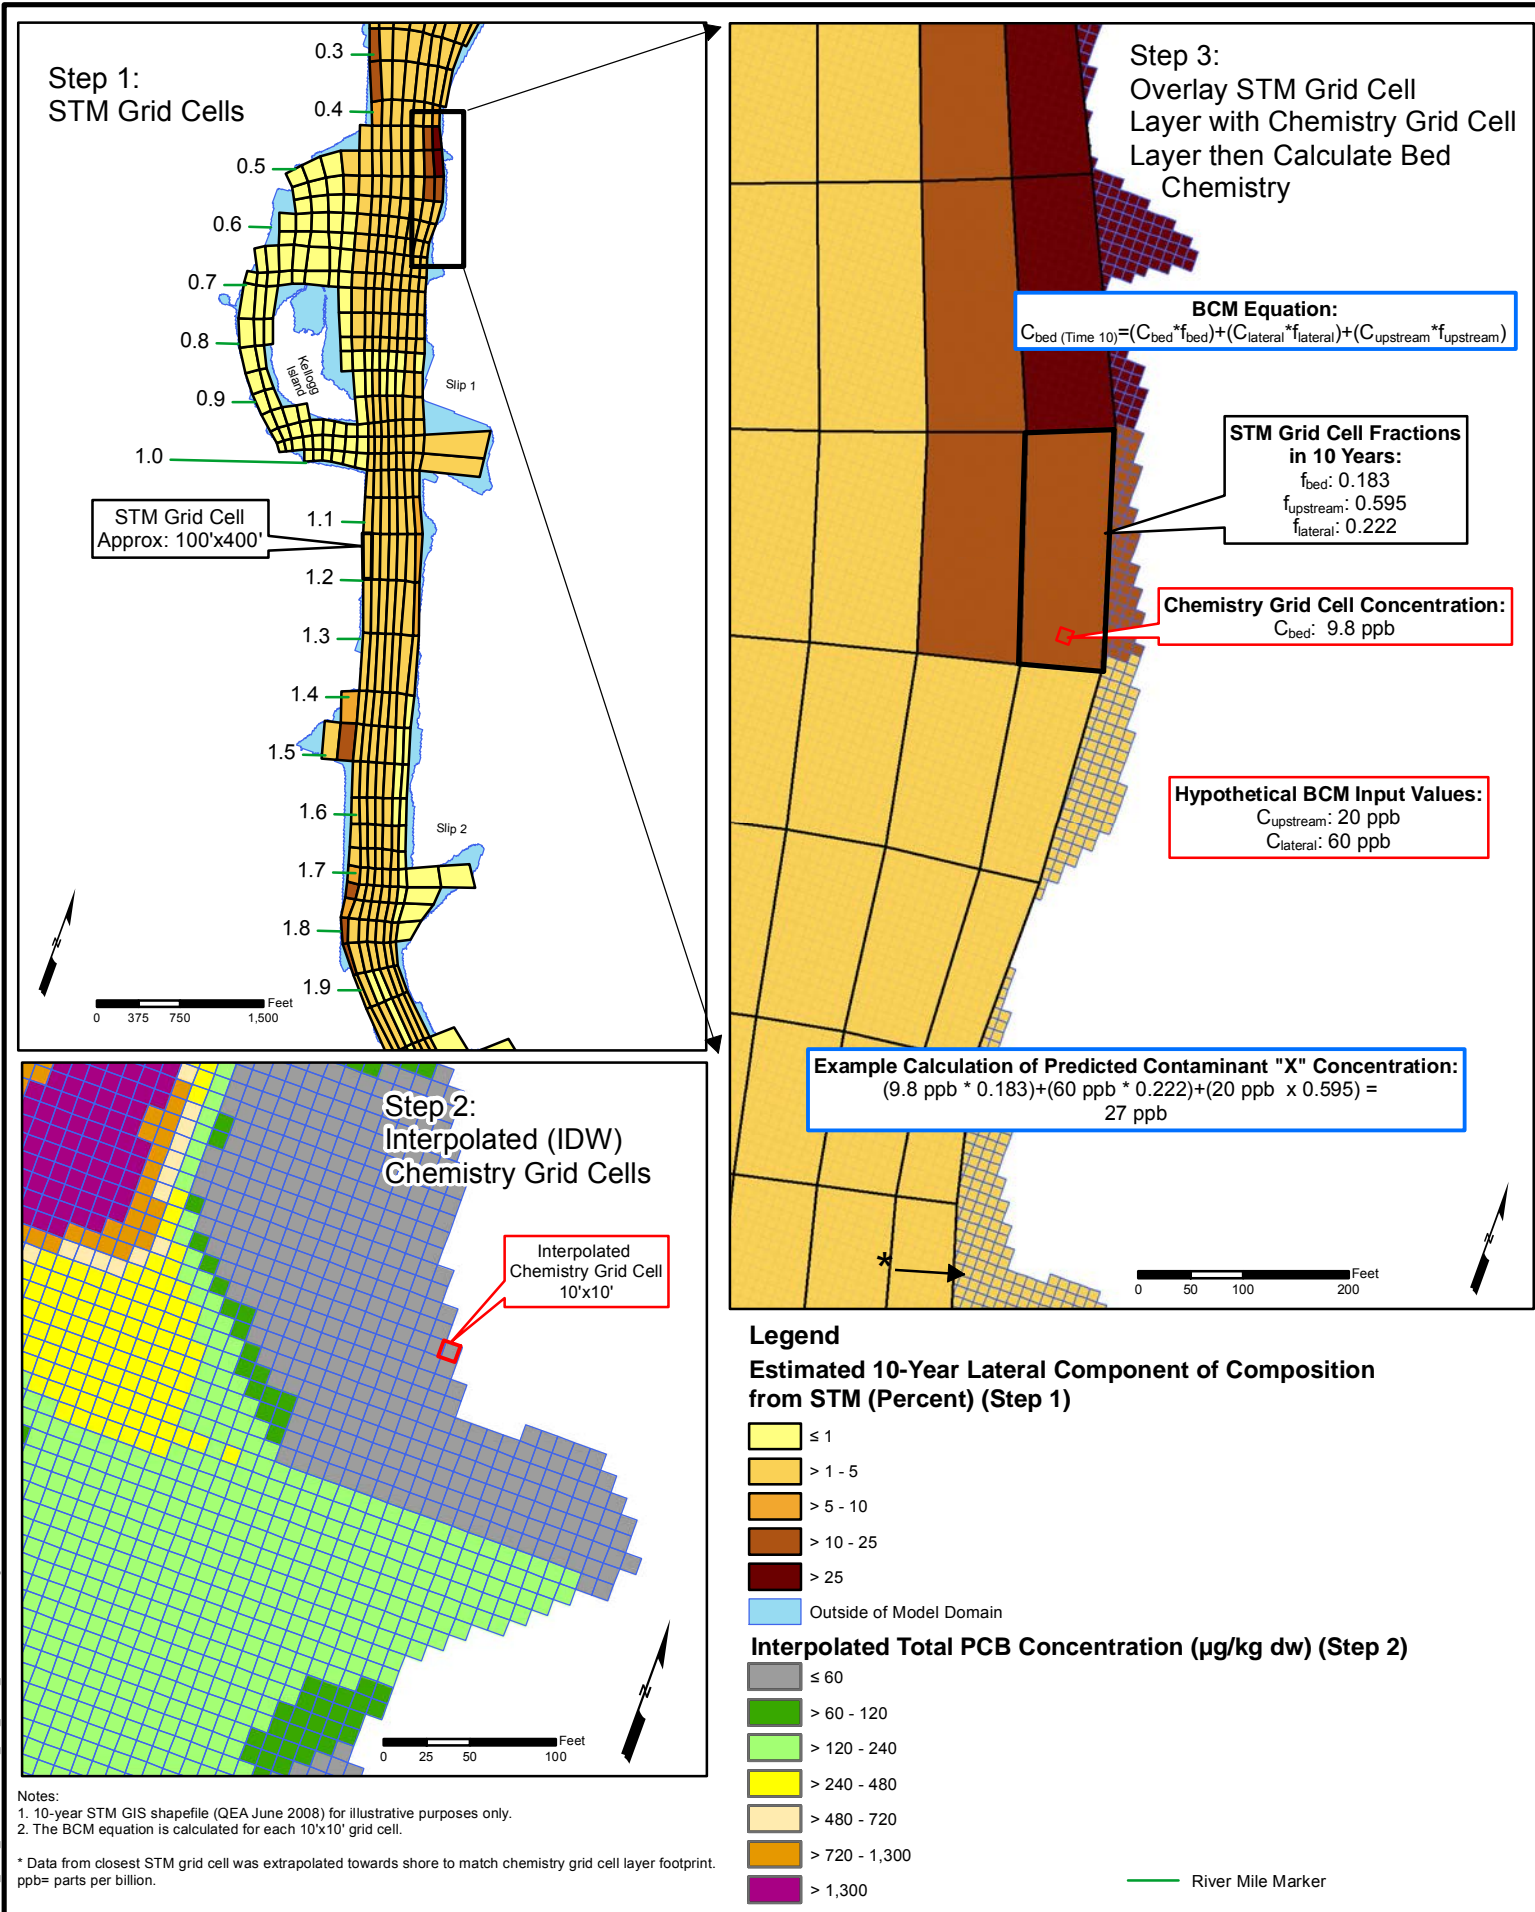 Step 1:
STM Grid Cells
0.3
0.4
0.5
0.6
0.7
0.8
0.9
1.0
1.1
1.2
1.3
1.4
1.5
1.6
1.7
1.8
1.9
Kellogg
Island
Slip 1
Slip 2
STM Grid Cell
Approx: 100'x400'
N
Feet
0 375 750 1,500
Step 2:
Interpolated (IDW)
Chemistry Grid Cells
Interpolated
Chemistry Grid Cell
10'x10'
N
Feet
0 25 50 100
Step 3:
Overlay STM Grid Cell
Layer with Chemistry Grid Cell
Layer then Calculate Bed
Chemistry
BCM Equation:
Cbed (Time 10)=(Cbed*fbed)+(Clateral*flateral)+(Cupstream*fupstream)
STM Grid Cell Fractions
in 10 Years:
fbed: 0.183
fupstream: 0.595
flateral: 0.222
Chemistry Grid Cell Concentration:
Cbed: 9.8 ppb
Hypothetical BCM Input Values:
Cupstream: 20 ppb
Clateral: 60 ppb
Example Calculation of Predicted Contaminant "X" Concentration:
(9.8 ppb * 0.183)+(60 ppb * 0.222)+(20 ppb x 0.595) =
27 ppb
*
N
Feet
0 50 100 200
Legend
Estimated 10-Year Lateral Component of Composition
from STM (Percent) (Step 1)
≤ 1
> 1 - 5
> 5 - 10
> 10 - 25
> 25
Outside of Model Domain
Interpolated Total PCB Concentration (µg/kg dw) (Step 2)
≤ 60
> 60 - 120
> 120 - 240
> 240 - 480
> 480 - 720
> 720 - 1,300
> 1,300
River Mile Marker
Notes:
1. 10-year STM GIS shapefile (QEA June 2008) for illustrative purposes only.
2. The BCM equation is calculated for each 10'x10' grid cell.
* Data from closest STM grid cell was extrapolated towards shore to match chemistry grid cell layer footprint.
ppb= parts per billion.